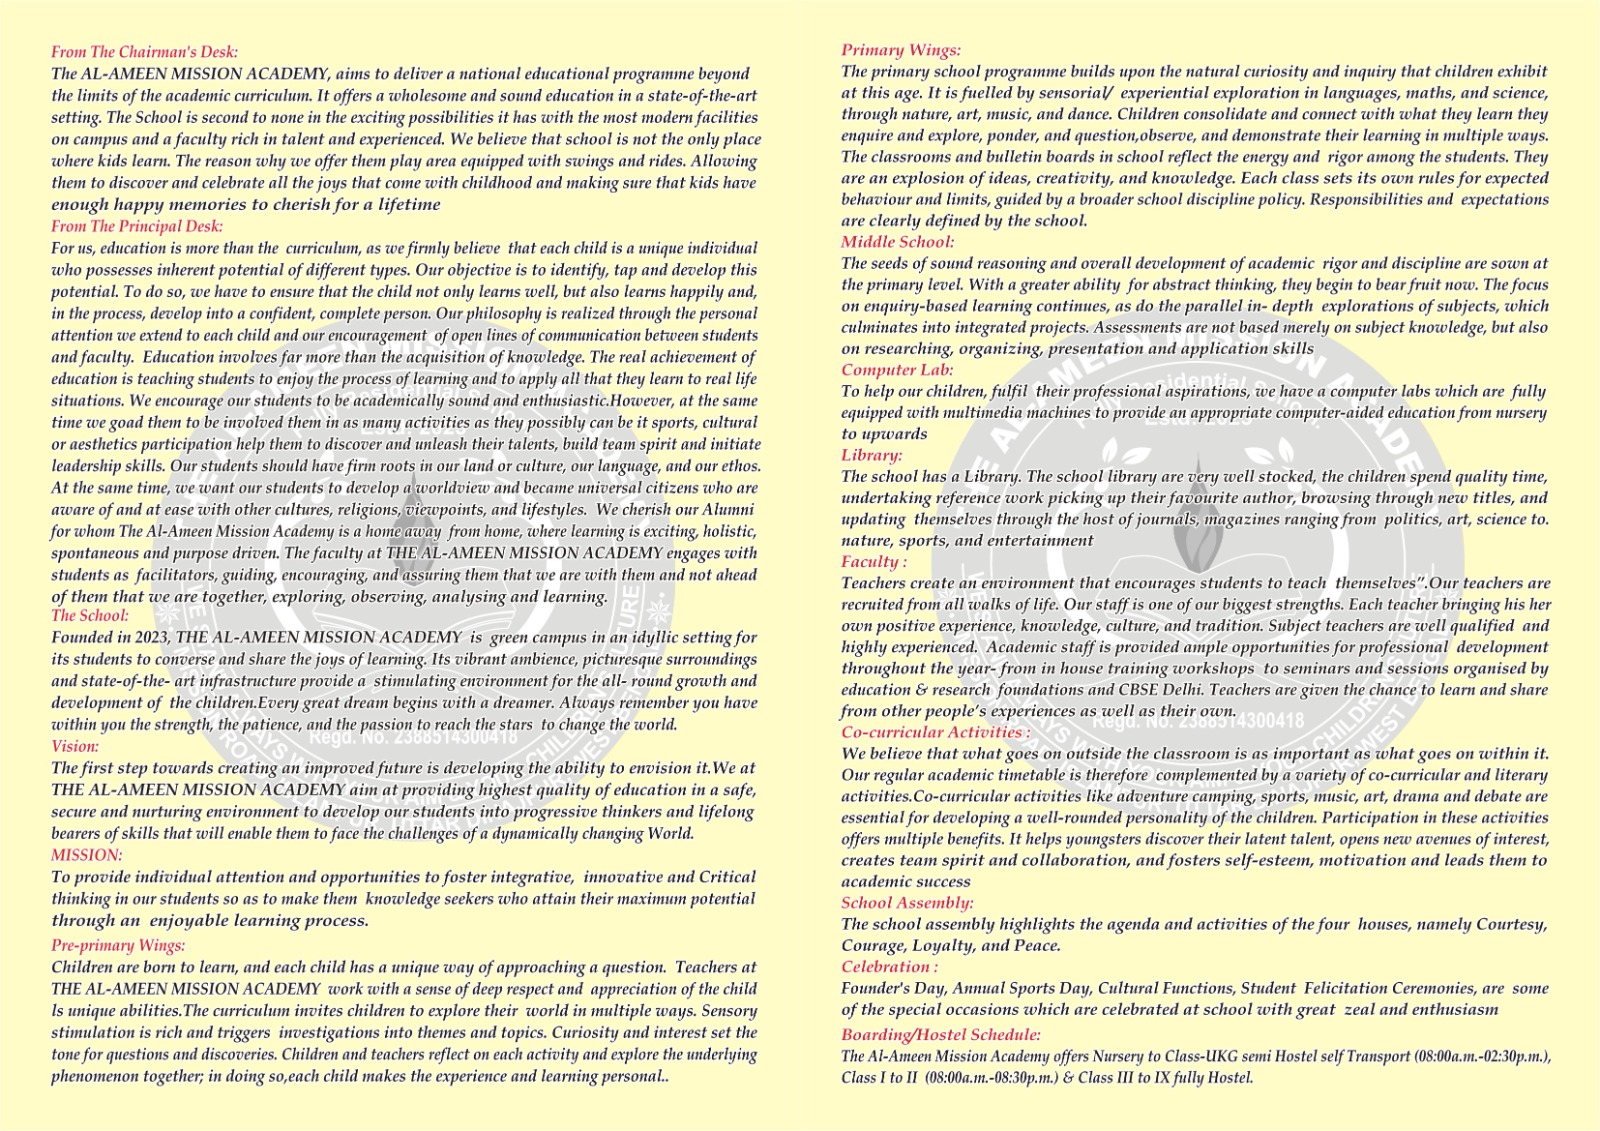 From The Chairman's Desk:
The AL-AMEEN MISSION ACADEMY, aims to deliver a national educational programme beyond
the limits of the academic curriculum. It offers a wholesome and sound education in a state-of-the-art
setting. The School is second to none in the exciting possibilities it has with the most modern facilities
on campus and a faculty rich in talent and experienced. We believe that school is not the only place
where kids learn. The reason why we offer them play area equipped with swings and rides. Allowing
them to discover and celebrate all the joys that come with childhood and making sure that kids have
enough happy memories to cherish for a lifetime
From The Principal Desk:
For us, education is more than the curriculum, as we firmly believe that each child is a unique individual
who possesses inherent potential of different types. Our objective is to identify, tap and develop this
potential. To do so, we have to ensure that the child not only learns well, but also learns happily and,
in the process, develop into a confident, complete person. Our philosophy is realized through the personal
attention we extend to each child and our encouragement of open lines of communication between students
and faculty. Education involves far more than the acquisition of knowledge. The real achievement of
education is teaching students to enjoy the process of learning and to apply all that they learn to real life
situations. We encourage our students to be academically sound and enthusiastic.However, at the same
time we goad them to be involved them in as many activities as they possibly can be it sports, cultural
or aesthetics participation help them to discover and unleash their talents, build team spirit and initiate
leadership skills. Our students should have firm roots in our land or culture, our language, and our ethos.
At the same time, we want our students to develop a worldview and became universal citizens who are
aware of and at ease with other cultures, religions, viewpoints, and lifestyles. We cherish our Alumni
for whom The Al-Ameen Mission Academy is a home away from home, where learning is exciting, holistic,
spontaneous and purpose driven. The faculty at THE AL-AMEEN MISSION ACADEMY engages with
students as facilitators, guiding, encouraging, and assuring them that we are with them and not ahead
of them that we are together, exploring, observing, analysing and learning.
The School:
Founded in 2023, THE AL-AMEEN MISSION ACADEMY is green campus in an idyllic setting for
its students to converse and share the joys of learning. Its vibrant ambience, picturesque surroundings
and state-of-the- art infrastructure provide a stimulating environment for the all- round growth and
development of the children.Every great dream begins with a dreamer. Always remember you have
within you the strength, the patience, and the passion to reach the stars to change the world.
Regd. No. 2388514300418
Vision:
The first step towards creating an improved future is developing the ability to envision it.We at
THE AL-AMEEN MISSION ACADEMY aim at providing highest quality of education in a safe,
secure and nurturing environment to develop our students into progressive thinkers and lifelong
bearers of skills that will enable them to face the challenges of a dynamically changing World.
MISSION:
To provide individual attention and opportunities to foster integrative, innovative and Critical
thinking in our students so as to make them knowledge seekers who attain their maximum potential
through an enjoyable learning process.
Pre-primary Wings:
Children are born to learn, and each child has a unique way of approaching a question. Teachers at
THE AL-AMEEN MISSION ACADEMY work with a sense of deep respect and appreciation of the child
ls unique abilities.The curriculum invites children to explore their world in multiple ways. Sensory
stimulation is rich and triggers investigations into themes and topics. Curiosity and interest set the
tone for questions and discoveries. Children and teachers reflect on each activity and explore the underlying
phenomenon together; in doing so,each child makes the experience and learning personal..
Primary Wings:
The primary school programme builds upon the natural curiosity and inquiry that children exhibit
at this age. It is fuelled by sensorial/ experiential exploration in languages, maths, and science,
through nature, art, music, and dance. Children consolidate and connect with what they learn they
enquire and explore, ponder, and question,observe, and demonstrate their learning in multiple ways.
The classrooms and bulletin boards in school reflect the energy and rigor among the students. They
are an explosion of ideas, creativity, and knowledge. Each class sets its own rules for expected
behaviour and limits, guided by a broader school discipline policy. Responsibilities and expectations
are clearly defined by the school.
Middle School:
The seeds of sound reasoning and overall development of academic rigor and discipline are sown at
the primary level. With a greater ability for abstract thinking, they begin to bear fruit now. The focus
on enquiry-based learning continues, as do the parallel in- depth explorations of subjects, which
culminates into integrated projects. Assessments are not based merely on subject knowledge, but also
on researching, organizing, presentation and application skills
Computer Lab:
To help our children, fulfil their professional aspirations, we have a computer labs which are fully
equipped with multimedia machines to provide an appropriate computer-aided education from nursery
to upwards
Library:
The school has a Library. The school library are very well stocked, the children spend quality time,
undertaking reference work picking up their favourite author, browsing through new titles, and
updating themselves through the host of journals, magazines ranging from politics, art, science to.
nature, sports, and entertainment
Faculty :
Teachers create an environment that encourages students to teach themselves”.Our teachers are
recruited from all walks of life. Our staff is one of our biggest strengths. Each teacher bringing his her
own positive experience, knowledge, culture, and tradition. Subject teachers are well qualified and
highly experienced. Academic staff is provided ample opportunities for professional development
throughout the year- from in house training workshops to seminars and sessions organised by
education & research foundations and CBSE Delhi. Teachers are given the chance to learn and share
from other people’s experiences as well as their own.
Regd. No. 2388514300418
Co-curricular Activities :
We believe that what goes on outside the classroom is as important as what goes on within it.
Our regular academic timetable is therefore complemented by a variety of co-curricular and literary
activities.Co-curricular activities like adventure camping, sports, music, art, drama and debate are
essential for developing a well-rounded personality of the children. Participation in these activities
offers multiple benefits. It helps youngsters discover their latent talent, opens new avenues of interest,
creates team spirit and collaboration, and fosters self-esteem, motivation and leads them to
academic success
School Assembly:
The school assembly highlights the agenda and activities of the four houses, namely Courtesy,
Courage, Loyalty, and Peace.
Celebration :
Founder's Day, Annual Sports Day, Cultural Functions, Student Felicitation Ceremonies, are some
of the special occasions which are celebrated at school with great zeal and enthusiasm
Boarding/Hostel Schedule:
The Al-Ameen Mission Academy offers Nursery to Class-UKG semi Hostel self Transport (08:00a.m.-02:30p.m.),
Class I to II (08:00a.m.-08:30p.m.) & Class III to IX fully Hostel.